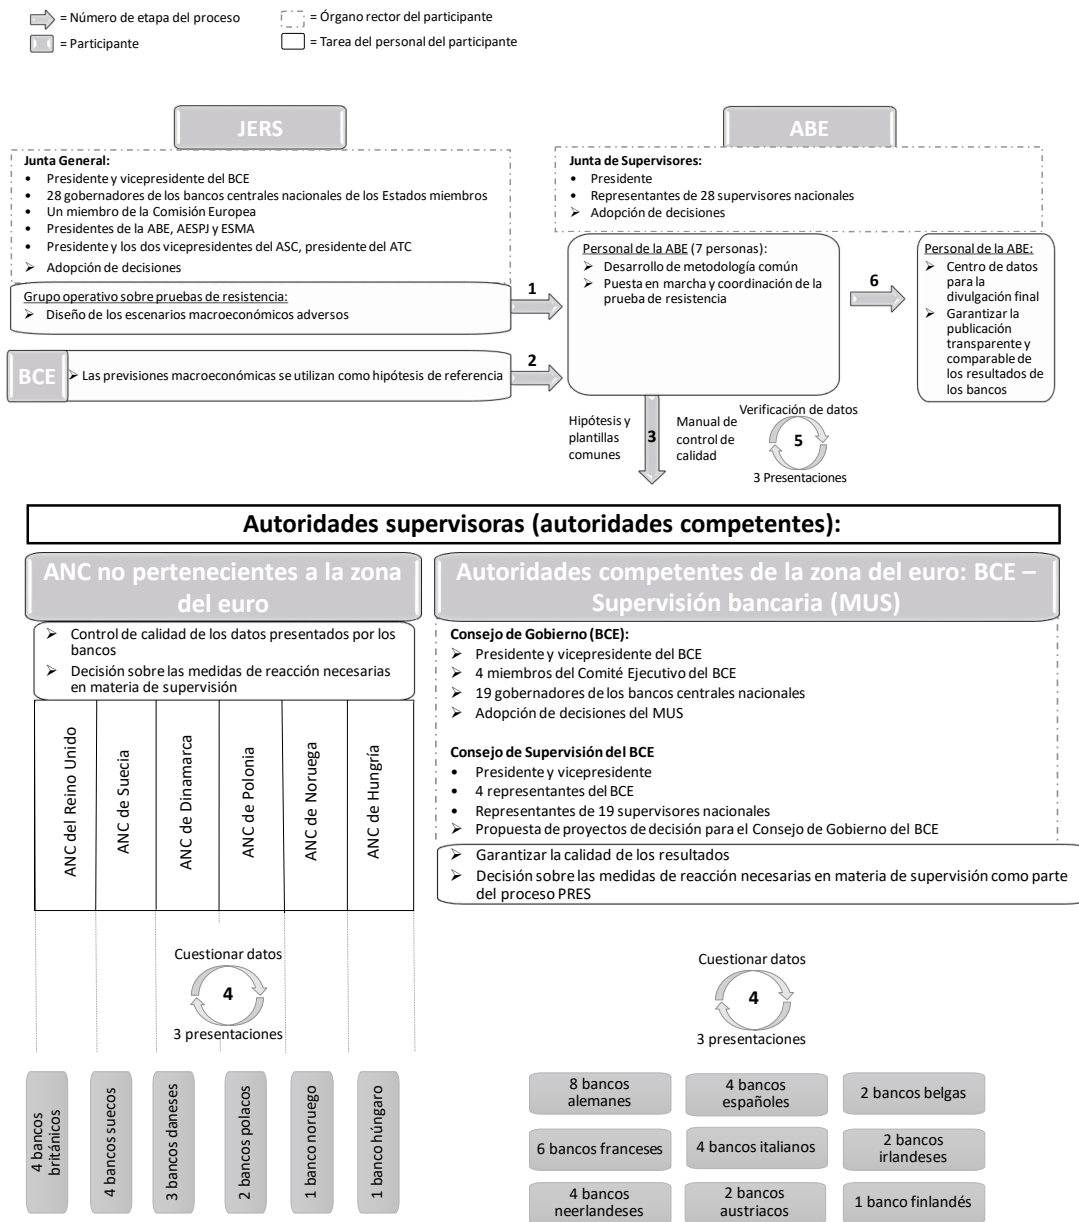 = Número de etapa del proceso
= Órgano rector del participante
= Participante
= Tarea del personal del participante
JERS
Junta General:
• Presidente y vicepresidente del BCE
• 28 gobernadores de los bancos centrales nacionales de los Estados miembros
• Un miembro de la Comisión Europea
• Presidentes de la ABE, AESPJ y ESMA
• Presidente y los dos vicepresidentes del ASC, presidente del ATC
➢ Adopción de decisiones
Grupo operativo sobre pruebas de resistencia:
➢ Diseño de los escenarios macroeconómicos adversos
1
BCE
➢ Las previsiones macroeconómicas se utilizan como hipótesis de referencia
2
ABE
Junta de Supervisores:
• Presidente
• Representantes de 28 supervisores nacionales
➢ Adopción de decisiones
Personal de la ABE (7 personas):
➢ Desarrollo de metodología común
➢ Puesta en marcha y coordinación de la
prueba de resistencia
6
Personal de la ABE:
➢ Centro de datos
para la
divulgación final
➢ Garantizar la
publicación
transparente y
comparable de
los resultados de
los bancos
Hipótesis y
plantillas
comunes
3
Manual de
control de
calidad
Verificación de datos
5
3 Presentaciones
Autoridades supervisoras (autoridades competentes):
ANC no pertenecientes a la zona
del euro
➢ Control de calidad de los datos presentados por los
bancos
➢ Decisión sobre las medidas de reacción necesarias
en materia de supervisión
ANC del Reino Unido
ANC de Suecia
ANC de Dinamarca
ANC de Polonia
ANC de Noruega
ANC de Hungría
Cuestionar datos
4
3 presentaciones
4 bancos
británicos
4 bancos suecos
3 bancos daneses
2 bancos polacos
1 banco noruego
1 banco húngaro
Autoridades competentes de la zona del euro: BCE –
Supervisión bancaria (MUS)
Consejo de Gobierno (BCE):
➢ Presidente y vicepresidente del BCE
➢ 4 miembros del Comité Ejecutivo del BCE
➢ 19 gobernadores de los bancos centrales nacionales
➢ Adopción de decisiones del MUS
Consejo de Supervisión del BCE
• Presidente y vicepresidente
• 4 representantes del BCE
• Representantes de 19 supervisores nacionales
➢ Propuesta de proyectos de decisión para el Consejo de Gobierno del BCE
➢ Garantizar la calidad de los resultados
➢ Decisión sobre las medidas de reacción necesarias en materia de supervisión como parte
del proceso PRES
Cuestionar datos
4
3 presentaciones
8 bancos
alemanes
4 bancos
españoles
2 bancos belgas
6 bancos franceses
4 bancos italianos
2 bancos
irlandeses
4 bancos
neerlandeses
2 bancos
austriacos
1 banco finlandés